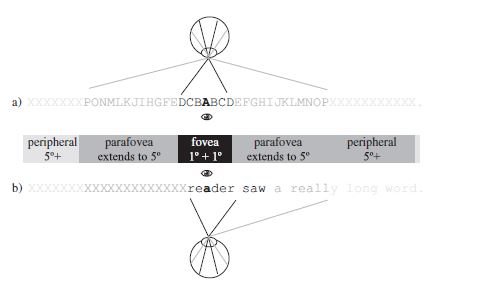 a) XXXXXXXPONMLKJIHGFEDCBABCDEFGHIJKLMNOPXXXXXXXXXXX.
peripheral parafovea fovea parafovea peripheral
5º+ extends to 5º 1º + 1º extends to 5º 5º+
b) XXXXXXXXXXXXXXXXXXXXreader saw a really long word.